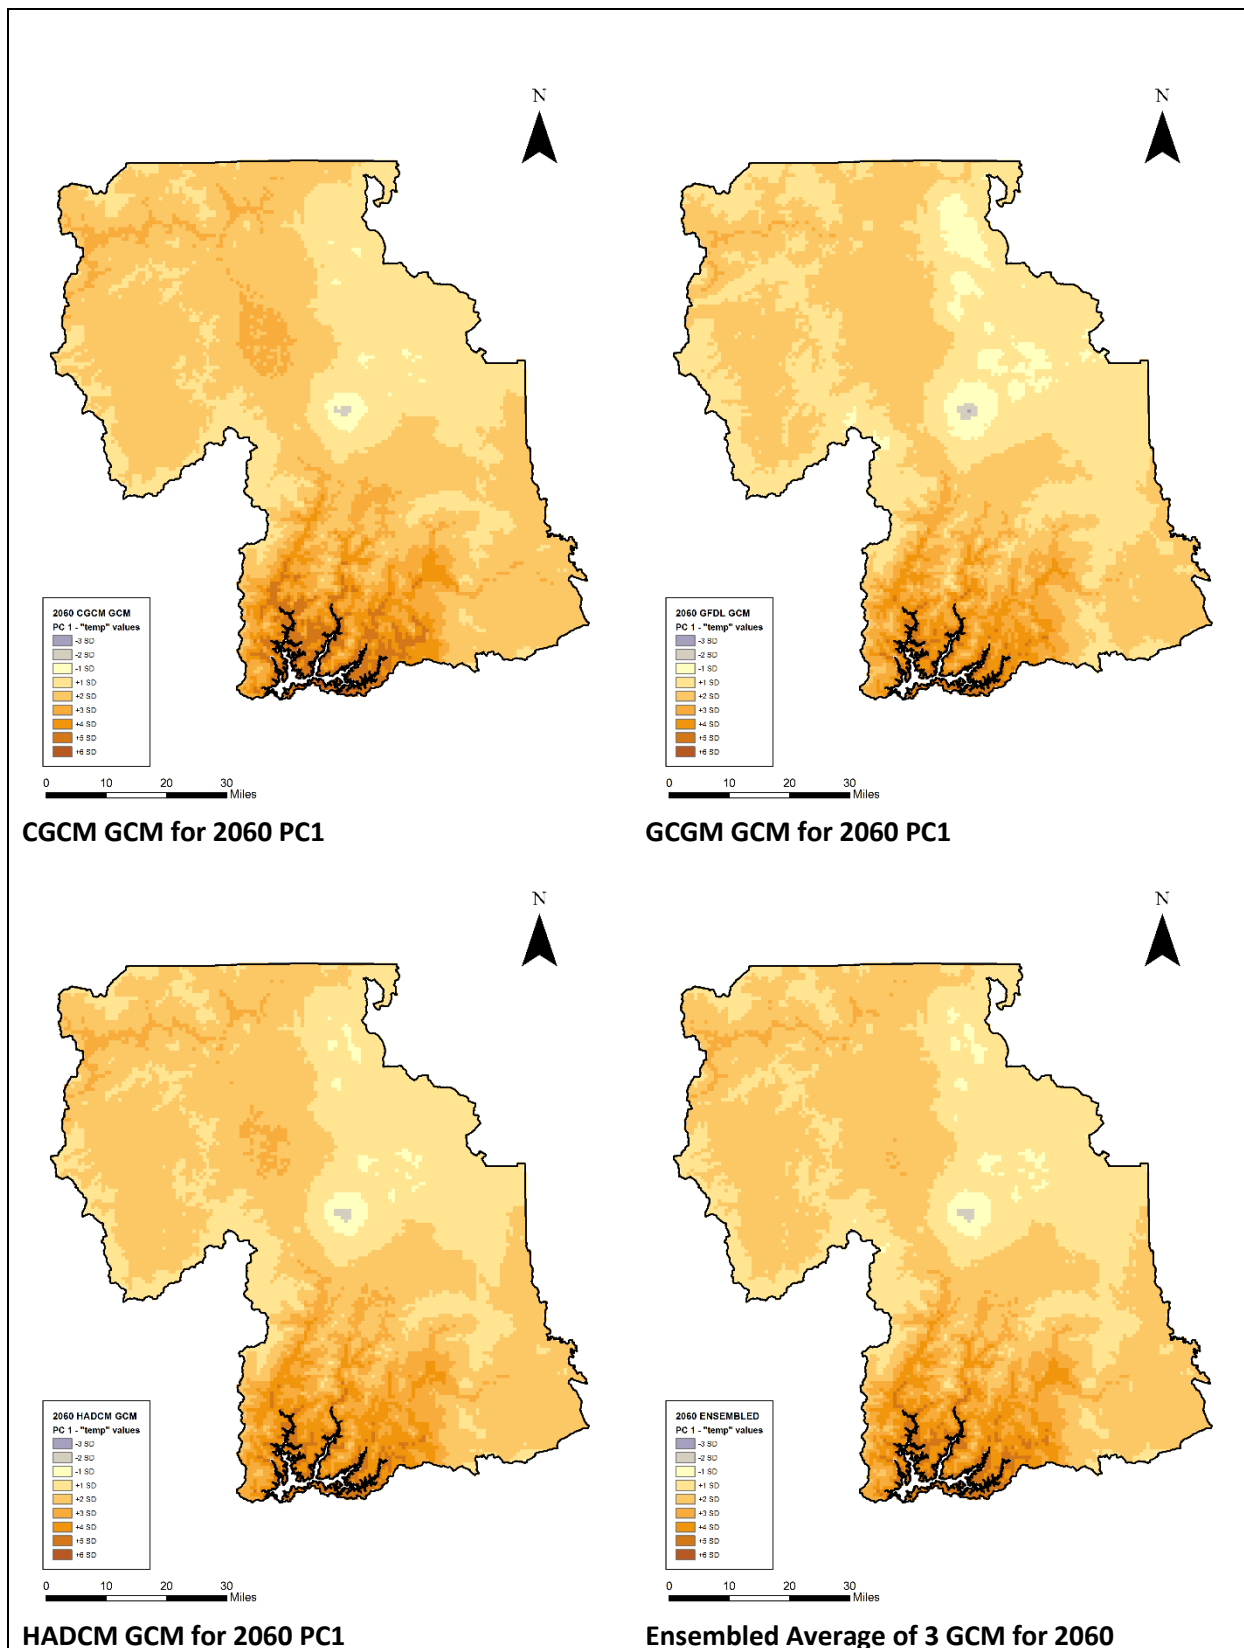 N
2060 CGCM GCM
PC 1 - "temp" values
-3 SD
-2 SD
-1 SD
+1 SD
+2 SD
+3 SD
+4 SD
+5 SD
+6 SD
0 10 20 30
Miles
CGCM GCM for 2060 PC1
N
2060 GFDL GCM
PC 1 - "temp" values
-3 SD
-2 SD
-1 SD
+1 SD
+2 SD
+3 SD
+4 SD
+5 SD
+6 SD
0 10 20 30
Miles
GCGM GCM for 2060 PC1
N
2060 HADCM GCM
PC 1 - "temp" values
-3 SD
-2 SD
-1 SD
+1 SD
+2 SD
+3 SD
+4 SD
+5 SD
+6 SD
0 10 20 30
Miles
HADCM GCM for 2060 PC1
N
2060 ENSEMBLED
PC 1 - "temp" values
-3 SD
-2 SD
-1 SD
+1 SD
+2 SD
+3 SD
+4 SD
+5 SD
+6 SD
0 10 20 30
Miles
Ensembled Average of 3 GCM for 2060